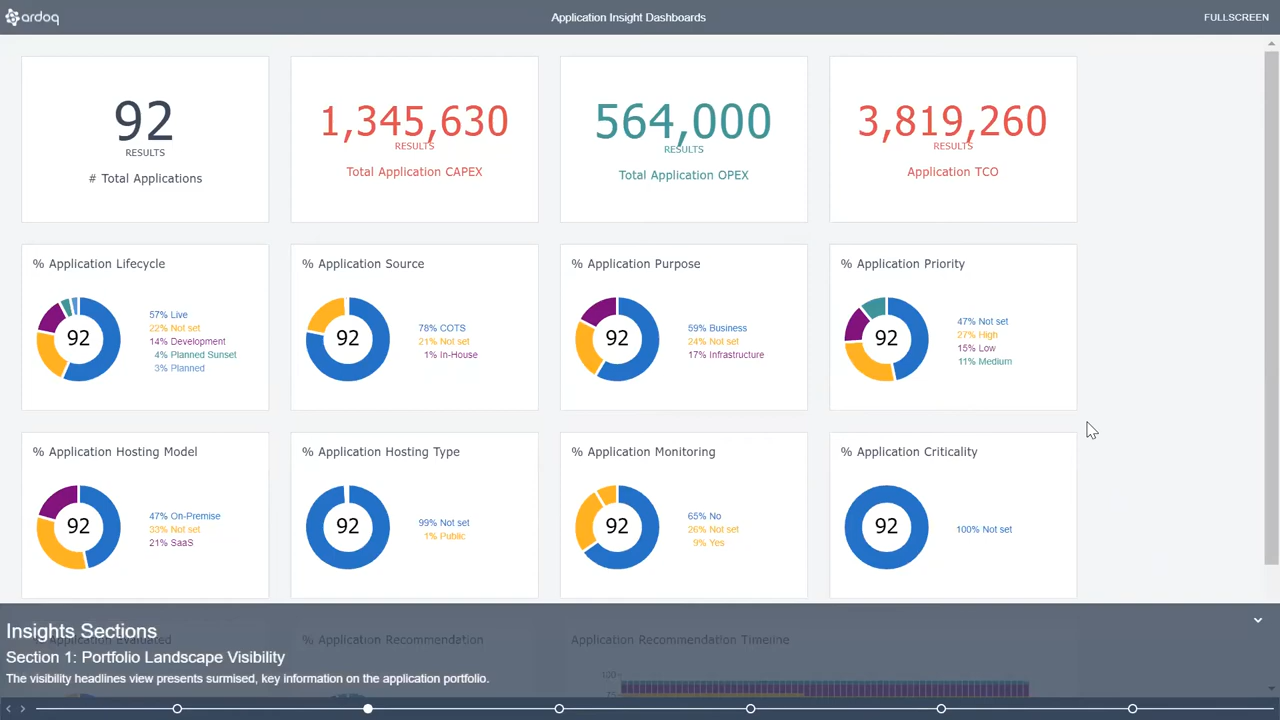 ardoq
Application Insight Dashboards
FULLSCREEN
92
RESULTS
# Total Applications
1,345,630
RESULTS
Total Application CAPEX
564,000
RESULTS
Total Application OPEX
3,819,260
RESULTS
Application TCO
% Application Lifecycle
92
57% Live
22% Not set
14% Development
4% Planned Sunset
3% Planned
% Application Source
92
78% COTS
21% Not set
1% In-House
% Application Purpose
92
59% Business
24% Not set
17% Infrastructure
% Application Priority
92
47% Not set
27% High
15% Low
11% Medium
% Application Hosting Model
92
47% On-Premise
33% Not set
21% SaaS
% Application Hosting Type
92
99% Not set
1% Public
% Application Monitoring
92
65% No
26% Not set
9% Yes
% Application Criticality
92
100% Not set
% Application Evaluated
% Application Recommendation
Application Recommendation Timeline
1.00
.75
Insights Sections
Section 1: Portfolio Landscape Visibility
The visibility headlines view presents surmised, key information on the application portfolio.